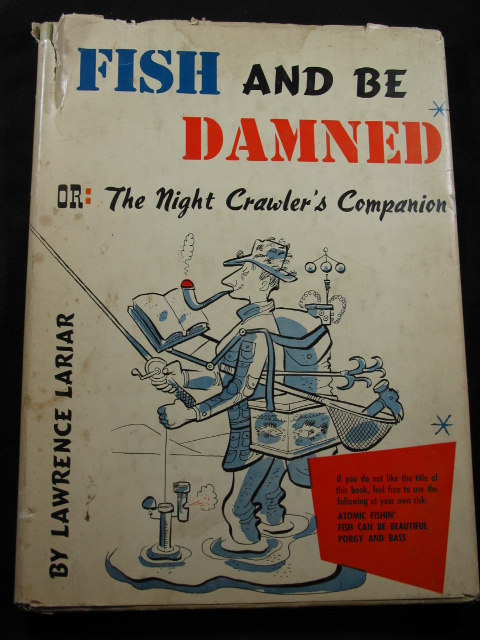 FISH AND BE
DAMNED
OR: The Night Crawler's Companion
BY LAWRENCE LARIAR
If you do not like the title of
this book, feel free to use the
following at your own risk:
ATOMIC FISHIN'
FISH CAN BE BEAUTIFUL
PORGY AND BASS